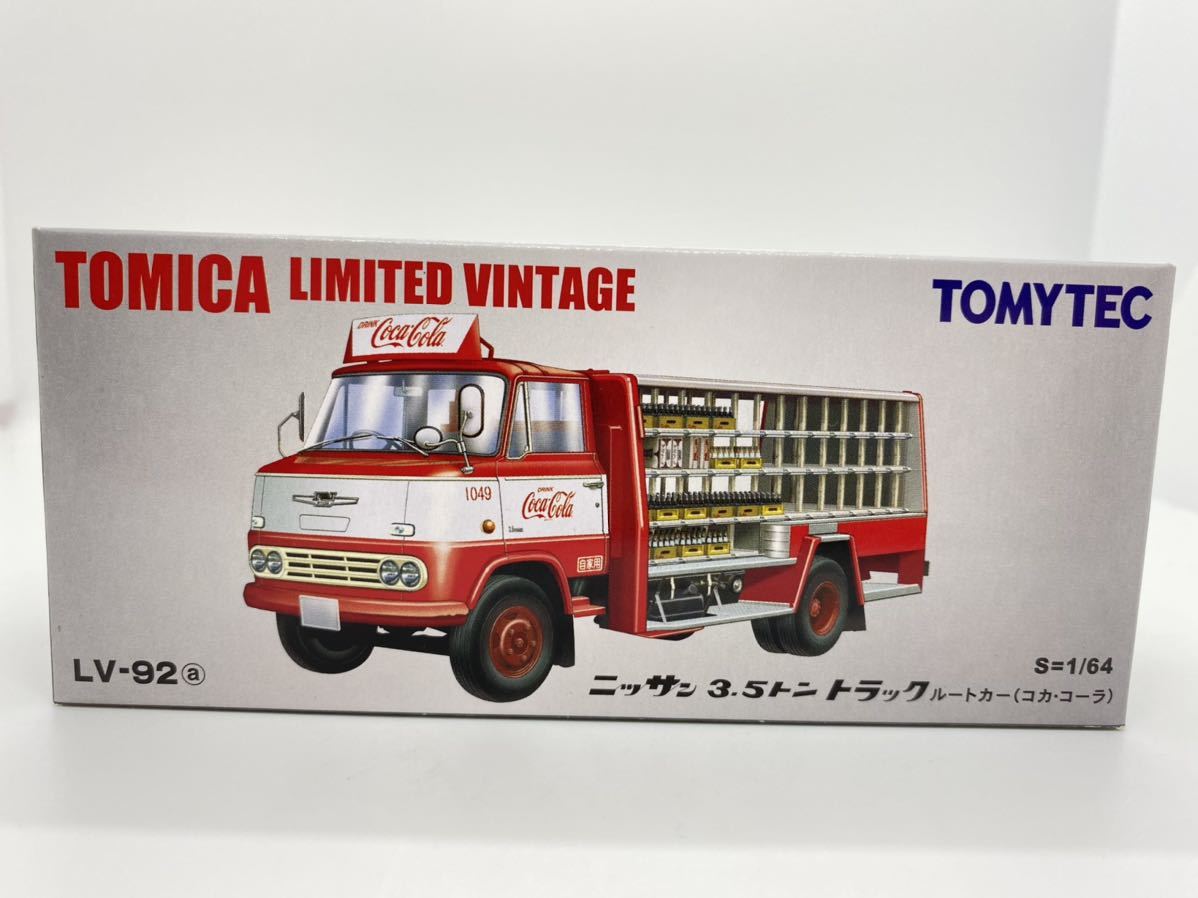 TOMICA LIMITED VINTAGE
TOMYTEC
DRINK
Coca-Cola
1049
DRINK
Coca-Cola
自家用
S=1/64
LV-92ⓐ
ニッサン 3.5トン トラック ルートカー(コカ・コーラ)